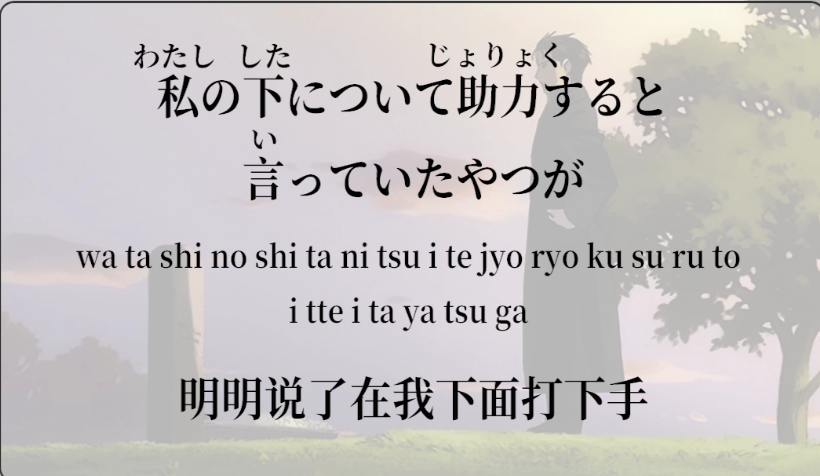 わたし した じょりょく
私の下について助力すると
い
言っていたやつが
wa ta shi no shi ta ni tsu i te jyo ryo ku su ru to
i tte i ta ya tsu ga
明明说了在我下面打下手